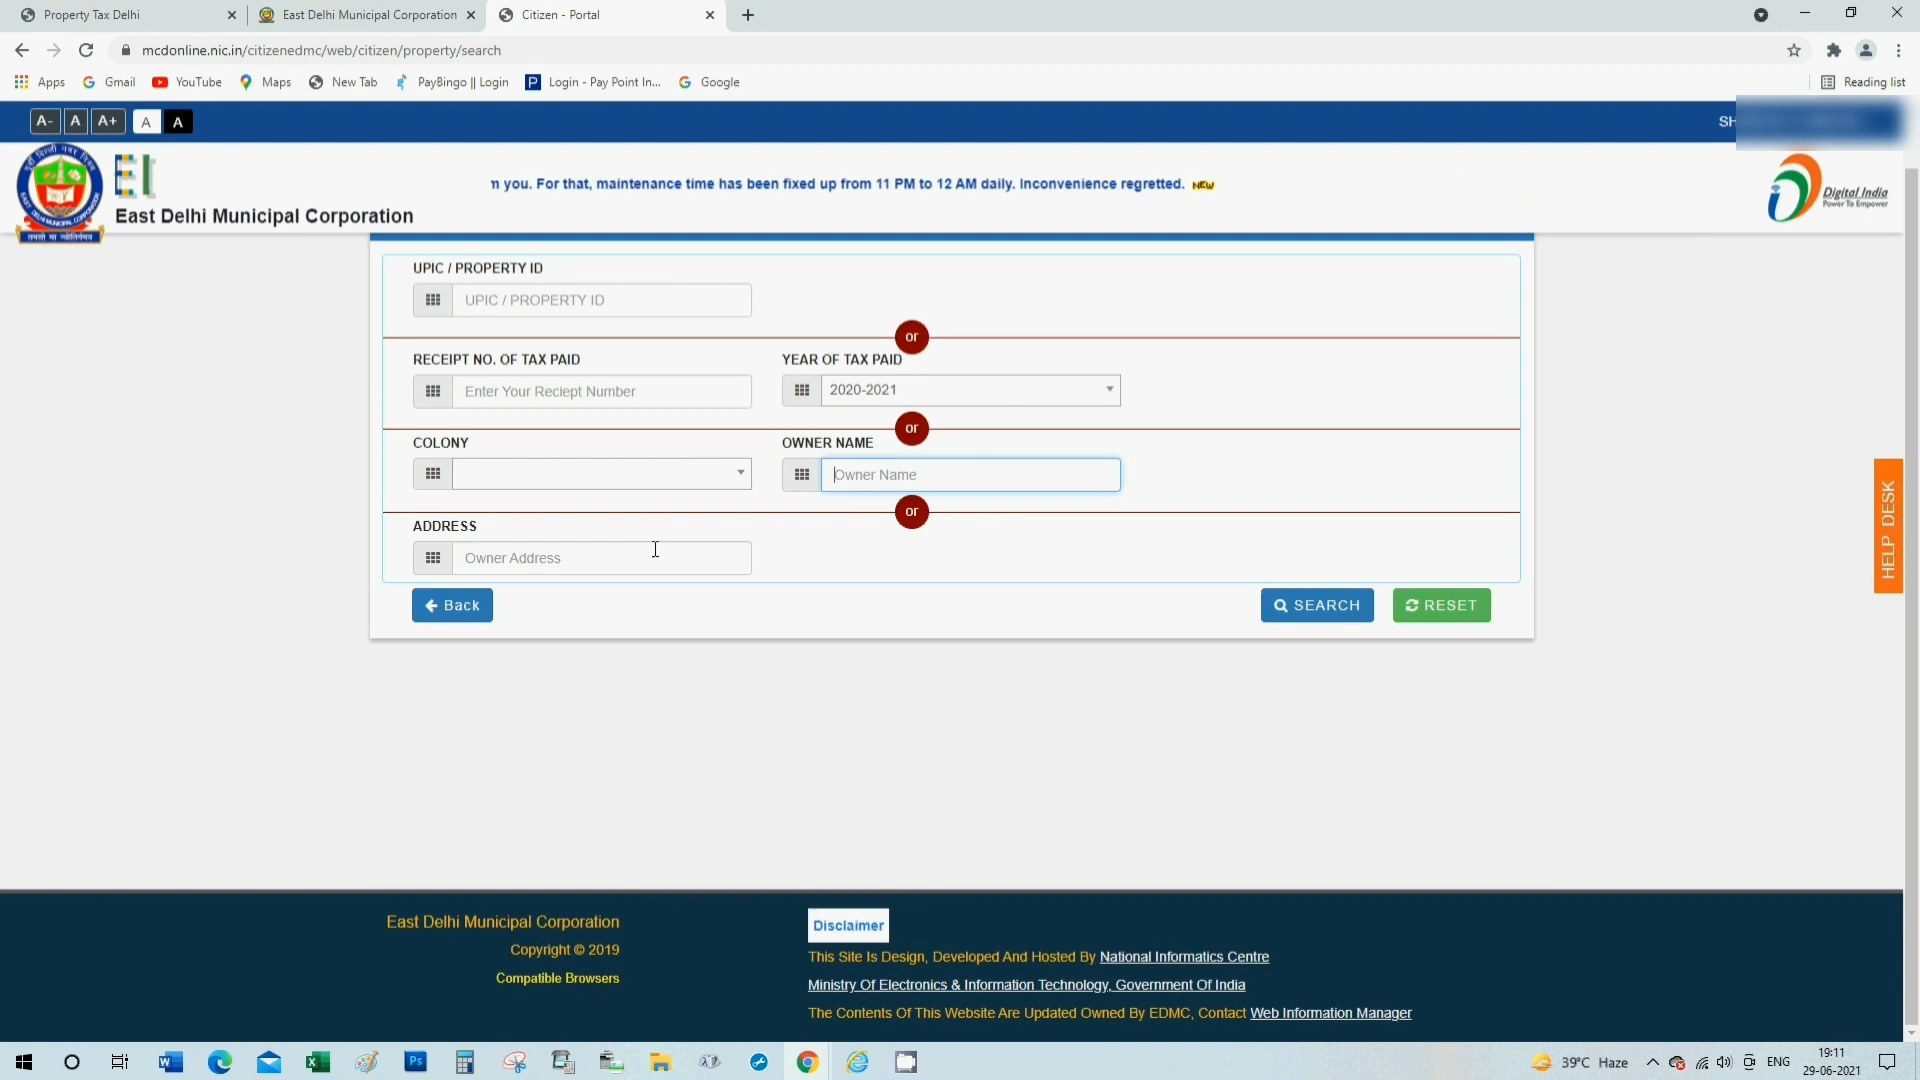 Property Tax Delhi
East Delhi Municipal Corporation
Citizen - Portal
mcdonline.nic.in/citizenedmc/web/citizen/property/search
Apps
Gmail
YouTube
Maps
New Tab
PayBingo || Login
Login - Pay Point In...
Google
Reading list
A-
A
A+
A
A
SH
East Delhi Municipal Corporation
n you. For that, maintenance time has been fixed up from 11 PM to 12 AM daily. Inconvenience regretted. NEW
Digital India
Power To Empower
UPIC / PROPERTY ID
UPIC / PROPERTY ID
or
RECEIPT NO. OF TAX PAID
YEAR OF TAX PAID
Enter Your Reciept Number
2020-2021
or
COLONY
OWNER NAME
Owner Name
or
ADDRESS
Owner Address
Back
SEARCH
RESET
HELP DESK
East Delhi Municipal Corporation
Copyright © 2019
Compatible Browsers
Disclaimer
This Site Is Design, Developed And Hosted By National Informatics Centre
Ministry Of Electronics & Information Technology, Government Of India
The Contents Of This Website Are Updated Owned By EDMC, Contact Web Information Manager
39°C Haze
ENG
19:11
29-06-2021